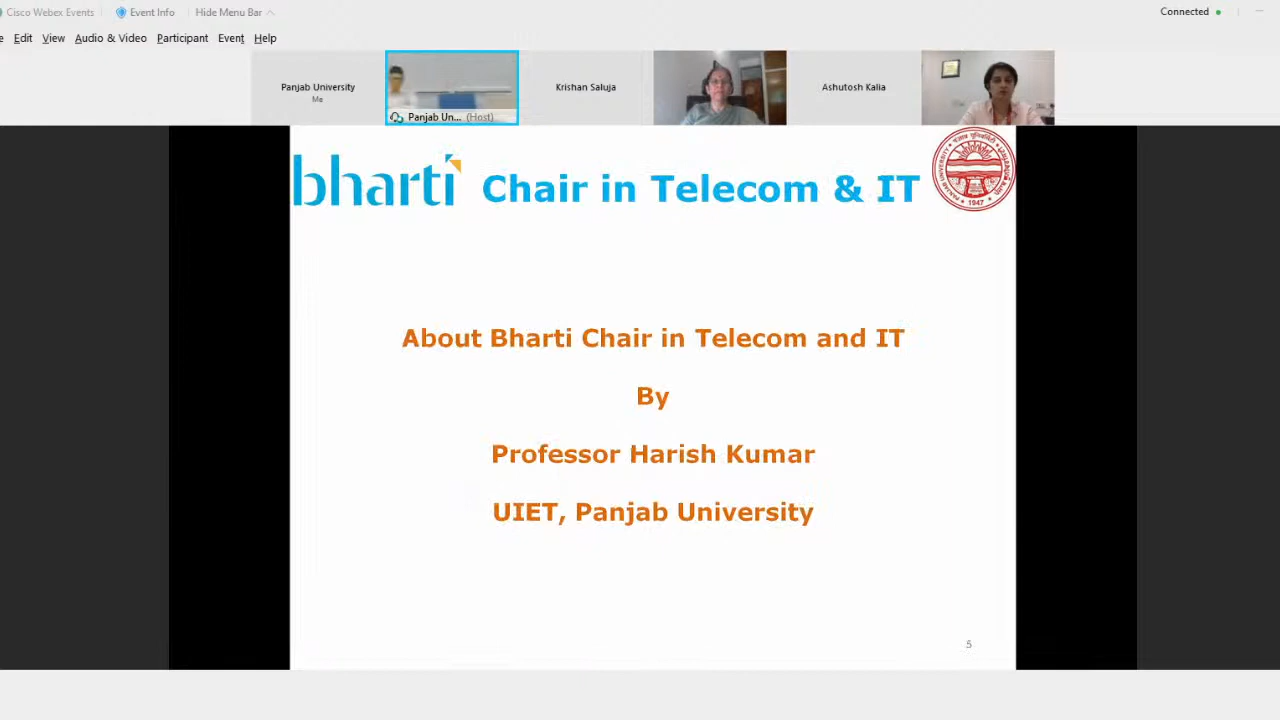 Cisco Webex Events
Event Info
Hide Menu Bar
Connected
Edit View Audio & Video Participant Event Help
Panjab University
Me
Panjab Un... (Host)
Krishan Saluja
Ashutosh Kalia
bharti Chair in Telecom & IT
1947
About Bharti Chair in Telecom and IT
By
Professor Harish Kumar
UIET, Panjab University
5